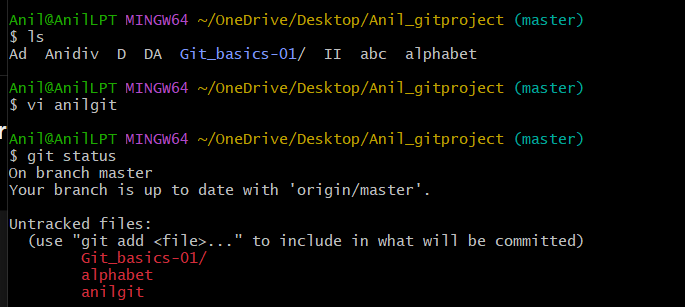 Anil@AnilLPT MINGW64 ~/OneDrive/Desktop/Anil_gitproject (master)
$ ls
Ad  Anidiv  D  DA  Git_basics-01/  II  abc  alphabet
Anil@AnilLPT MINGW64 ~/OneDrive/Desktop/Anil_gitproject (master)
$ vi anilgit
Anil@AnilLPT MINGW64 ~/OneDrive/Desktop/Anil_gitproject (master)
$ git status
On branch master
Your branch is up to date with 'origin/master'.
Untracked files:
  (use "git add <file>..." to include in what will be committed)
        Git_basics-01/
        alphabet
        anilgit